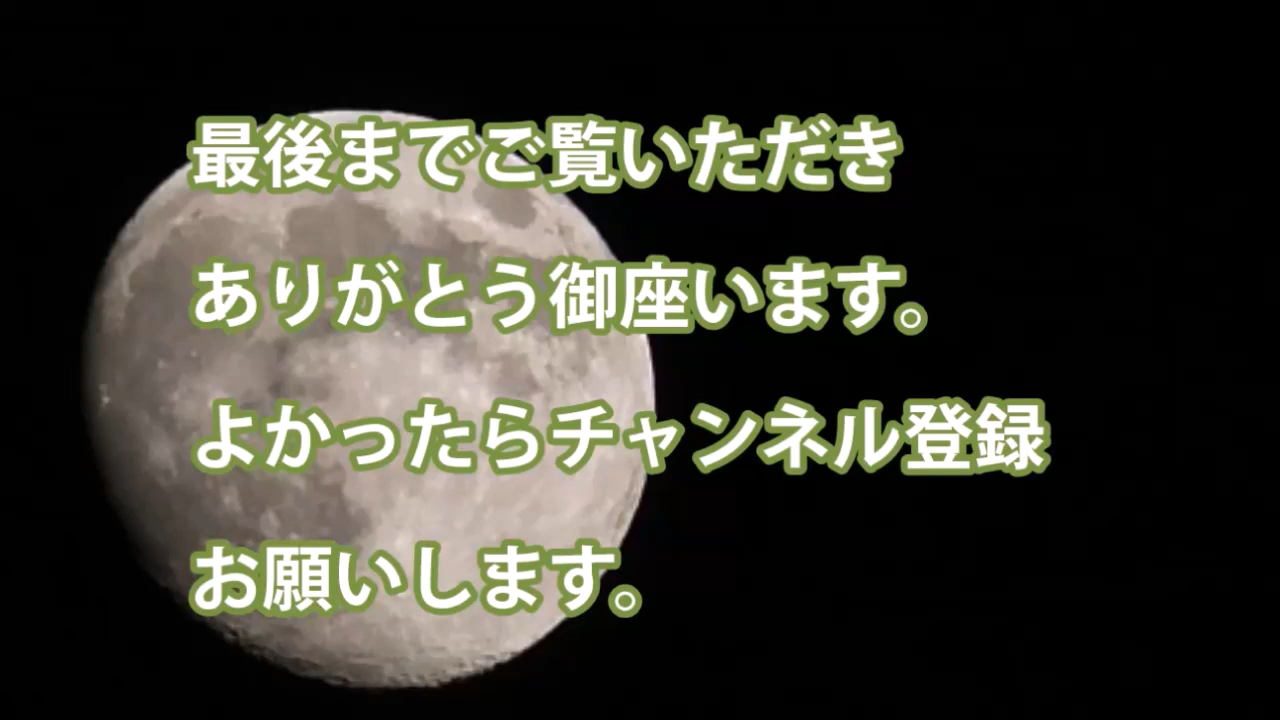 最後までご覧いただき
ありがとう御座います。
よかったらチャンネル登録
お願いします。